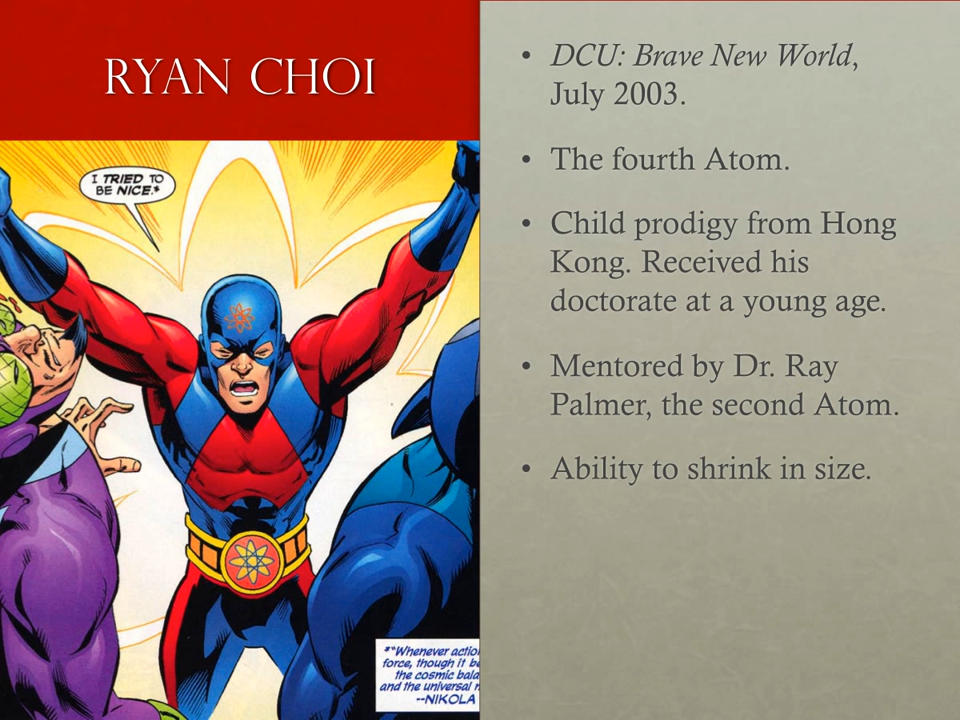 RYAN CHOI
I TRIED TO
BE NICE.*
*"Whenever action
force, though it be
the cosmic bala
and the universal
--NIKOLA
• DCU: Brave New World,
July 2003.
• The fourth Atom.
• Child prodigy from Hong
Kong. Received his
doctorate at a young age.
• Mentored by Dr. Ray
Palmer, the second Atom.
• Ability to shrink in size.